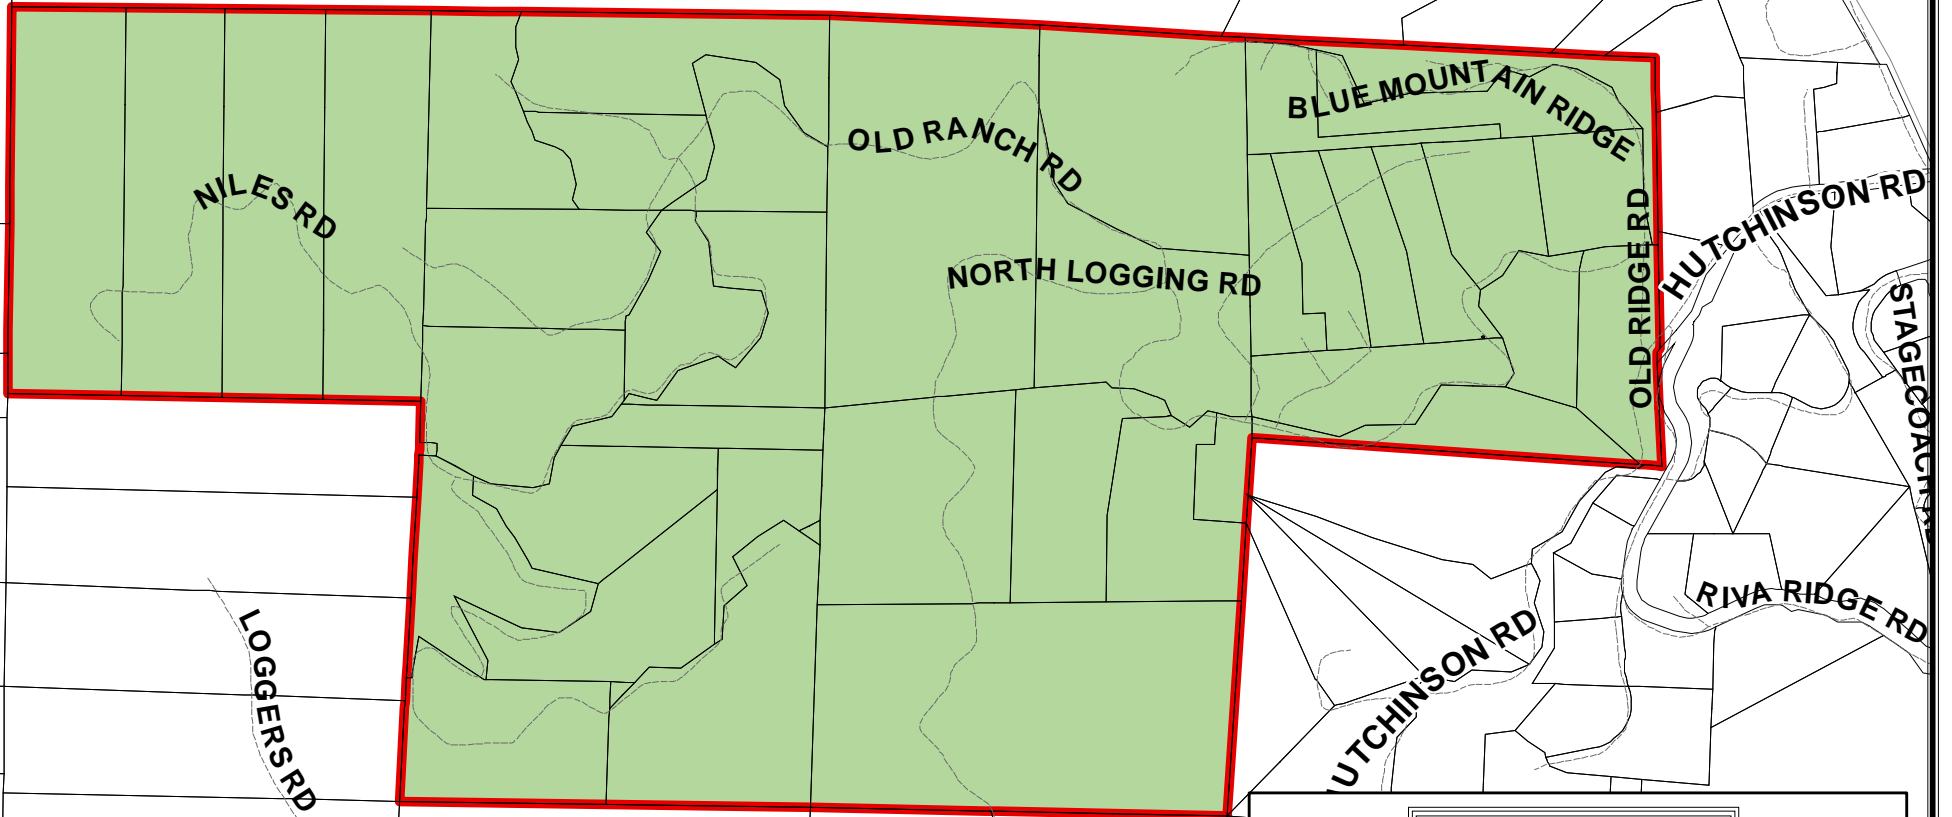 BLUE MOUNTAIN RIDGE
OLD RANCH RD
NILES RD
HUTCHINSON RD
NORTH LOGGING RD
OLD RIDGE RD
STAGECOACH
RIVA RIDGE RD
HUTCHINSON RD
LOGGERS RD